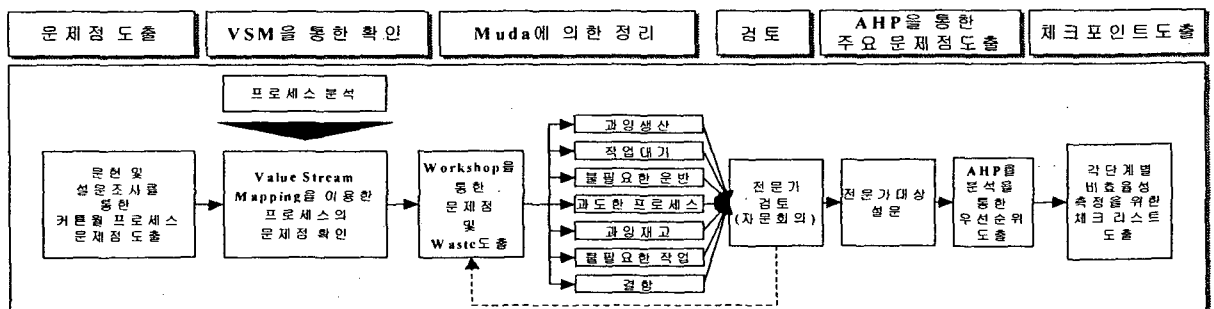 문제점 도출
VSM을 통한 확인
Muda에 의한 정리
검토
AHP을 통한
주요 문제점도출
체크포인트도출
프로세스 분석
문헌 및
설문조사를
통한
커튼월 프로세스
문제점 도출
Value Stream
Mapping을 이용한
프로세스의
문제점 확인
Workshop을
통한
문제점
및
Waste도출
과잉생산
작업대기
불필요한 운반
과도한 프로세스
과잉재고
불필요한 작업
결함
전문가
검토
(자문회의)
전문가대상
설문
AHP를
분석을
통한
우선순위
도출
각단계별
비효율성
측정을 위한
체크 리스트
도출